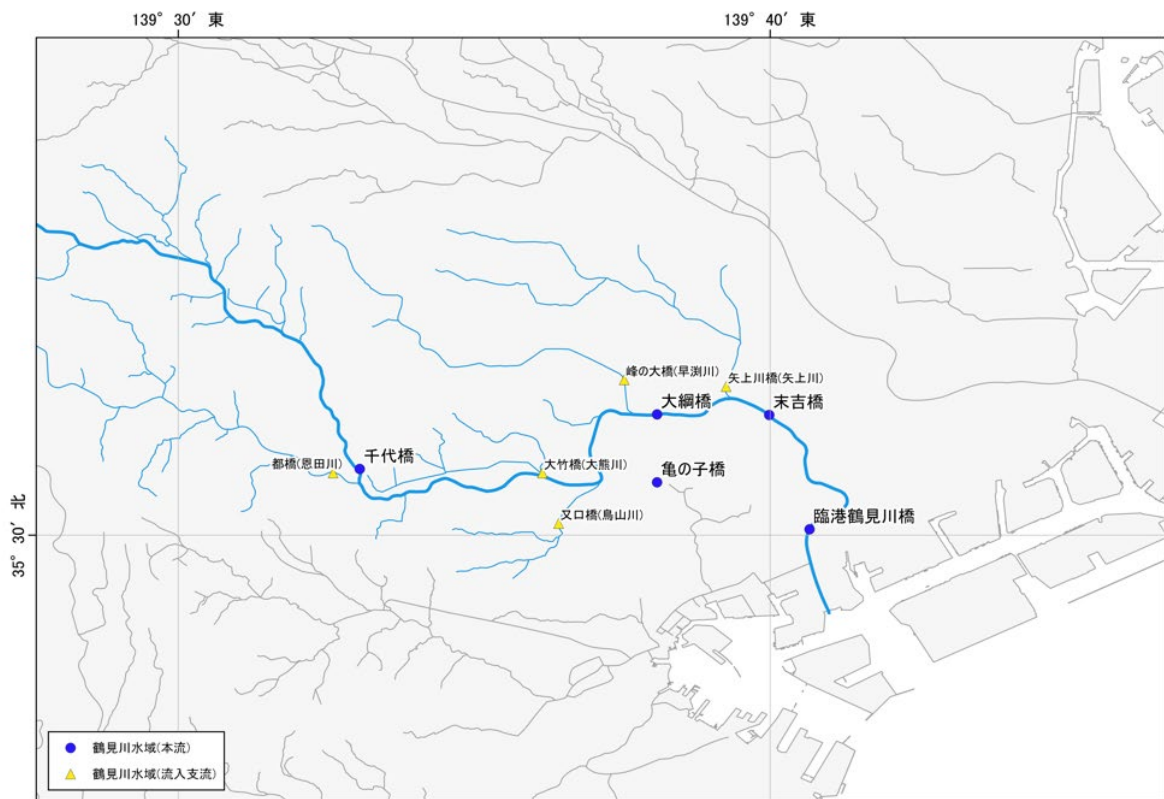 139° 30′ 東
139° 40′ 東
峰の大橋(早渕川)
矢上川橋(矢上川)
大綱橋
末吉橋
千代橋
都橋(恩田川)
大竹橋(大熊川)
亀の子橋
又口橋(鳥山川)
臨港鶴見川橋
35° 30′ 北
鶴見川水域(本流)
鶴見川水域(流入支流)